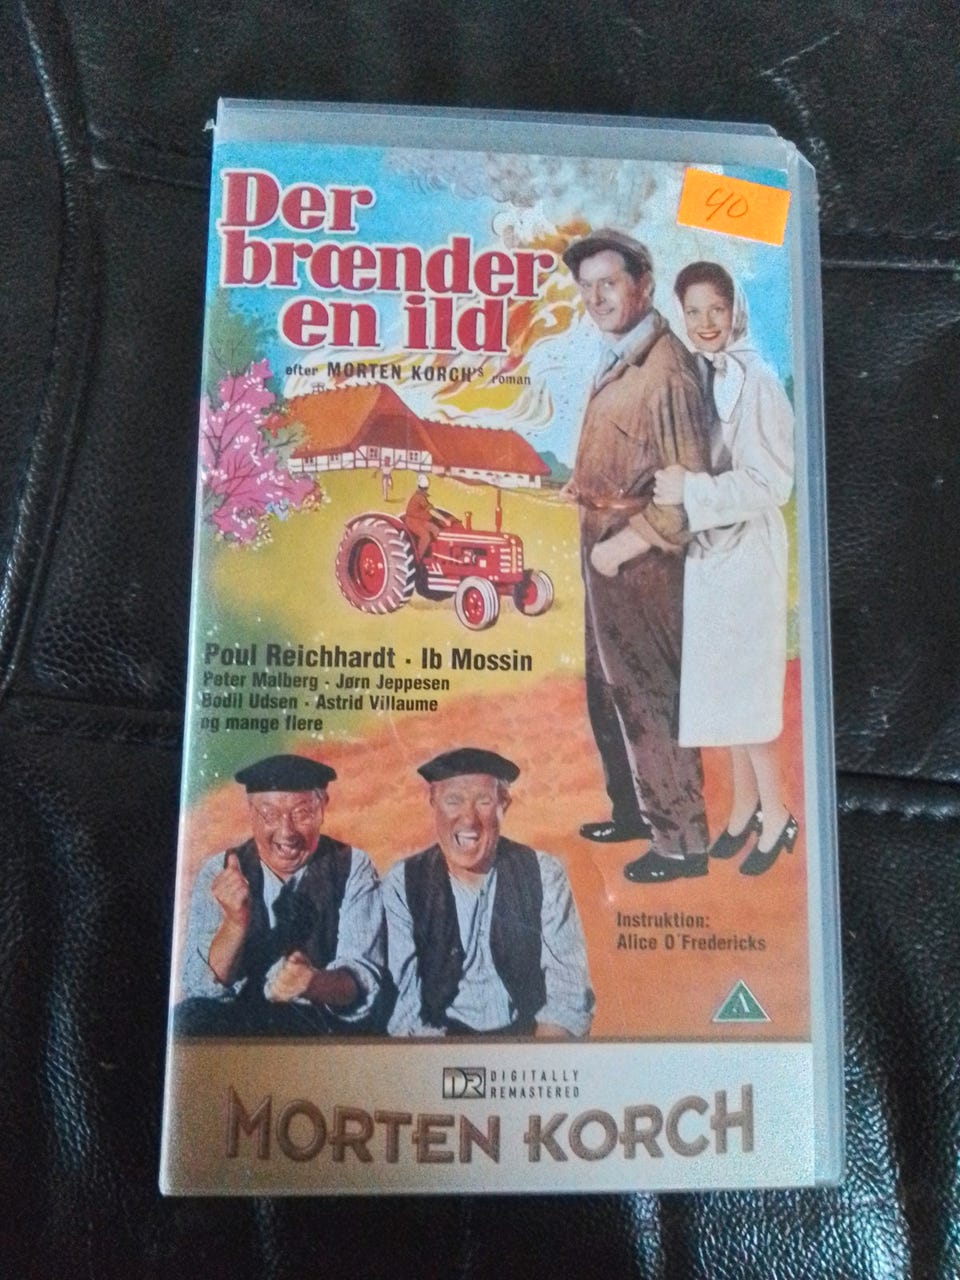 40
Der
brænder
en ild
efter MORTEN KORCH's roman
Poul Reichhardt · Ib Mossin
Peter Malberg · Jørn Jeppesen
Bodil Udsen · Astrid Villaume
og mange flere
Instruktion:
Alice O´Fredericks
A
DR DIGITALLY
REMASTERED
MORTEN KORCH